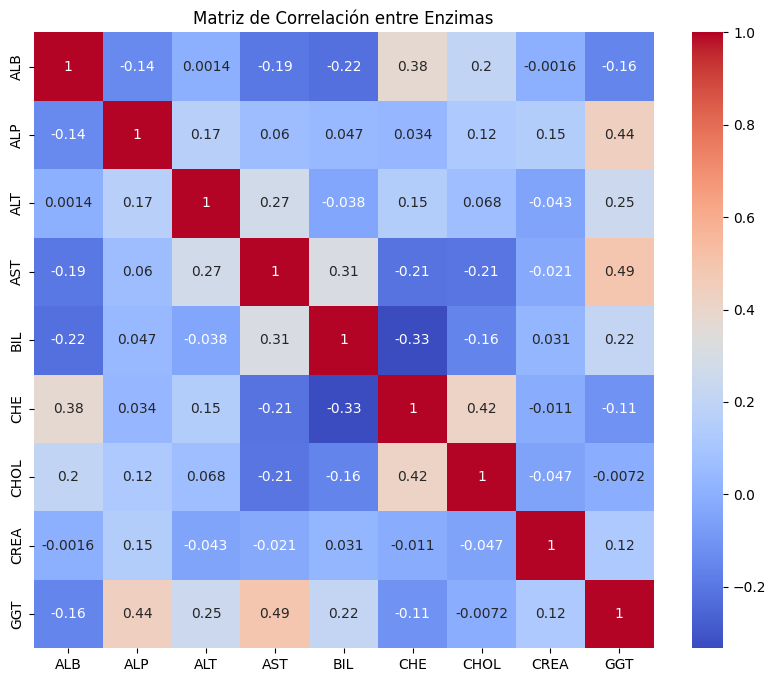 Matriz de Correlación entre Enzimas
ALB 1 -0.14 0.0014 -0.19 -0.22 0.38 0.2 -0.0016 -0.16
ALP -0.14 1 0.17 0.06 0.047 0.034 0.12 0.15 0.44
ALT 0.0014 0.17 1 0.27 -0.038 0.15 0.068 -0.043 0.25
AST -0.19 0.06 0.27 1 0.31 -0.21 -0.21 -0.021 0.49
BIL -0.22 0.047 -0.038 0.31 1 -0.33 -0.16 0.031 0.22
CHE 0.38 0.034 0.15 -0.21 -0.33 1 0.42 -0.011 -0.11
CHOL 0.2 0.12 0.068 -0.21 -0.16 0.42 1 -0.047 -0.0072
CREA -0.0016 0.15 -0.043 -0.021 0.031 -0.011 -0.047 1 0.12
GGT -0.16 0.44 0.25 0.49 0.22 -0.11 -0.0072 0.12 1
ALB ALP ALT AST BIL CHE CHOL CREA GGT
1.0
0.8
0.6
0.4
0.2
0.0
−0.2